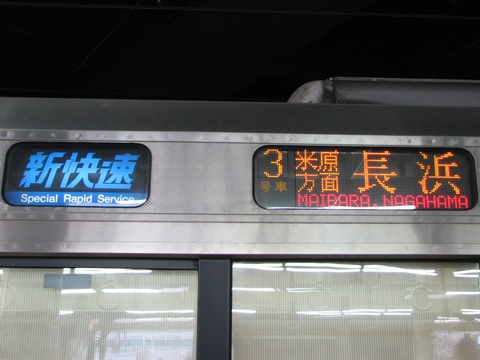 新快速
Special Rapid Service
3号車
米原方面
長浜
MAIBARA, NAGAHAMA